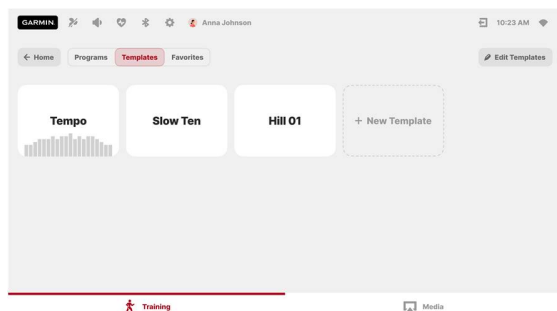 GARMIN Anna Johnson 10:23 AM
← Home Programs Templates Favorites Edit Templates
Tempo Slow Ten Hill 01 + New Template
Training Media